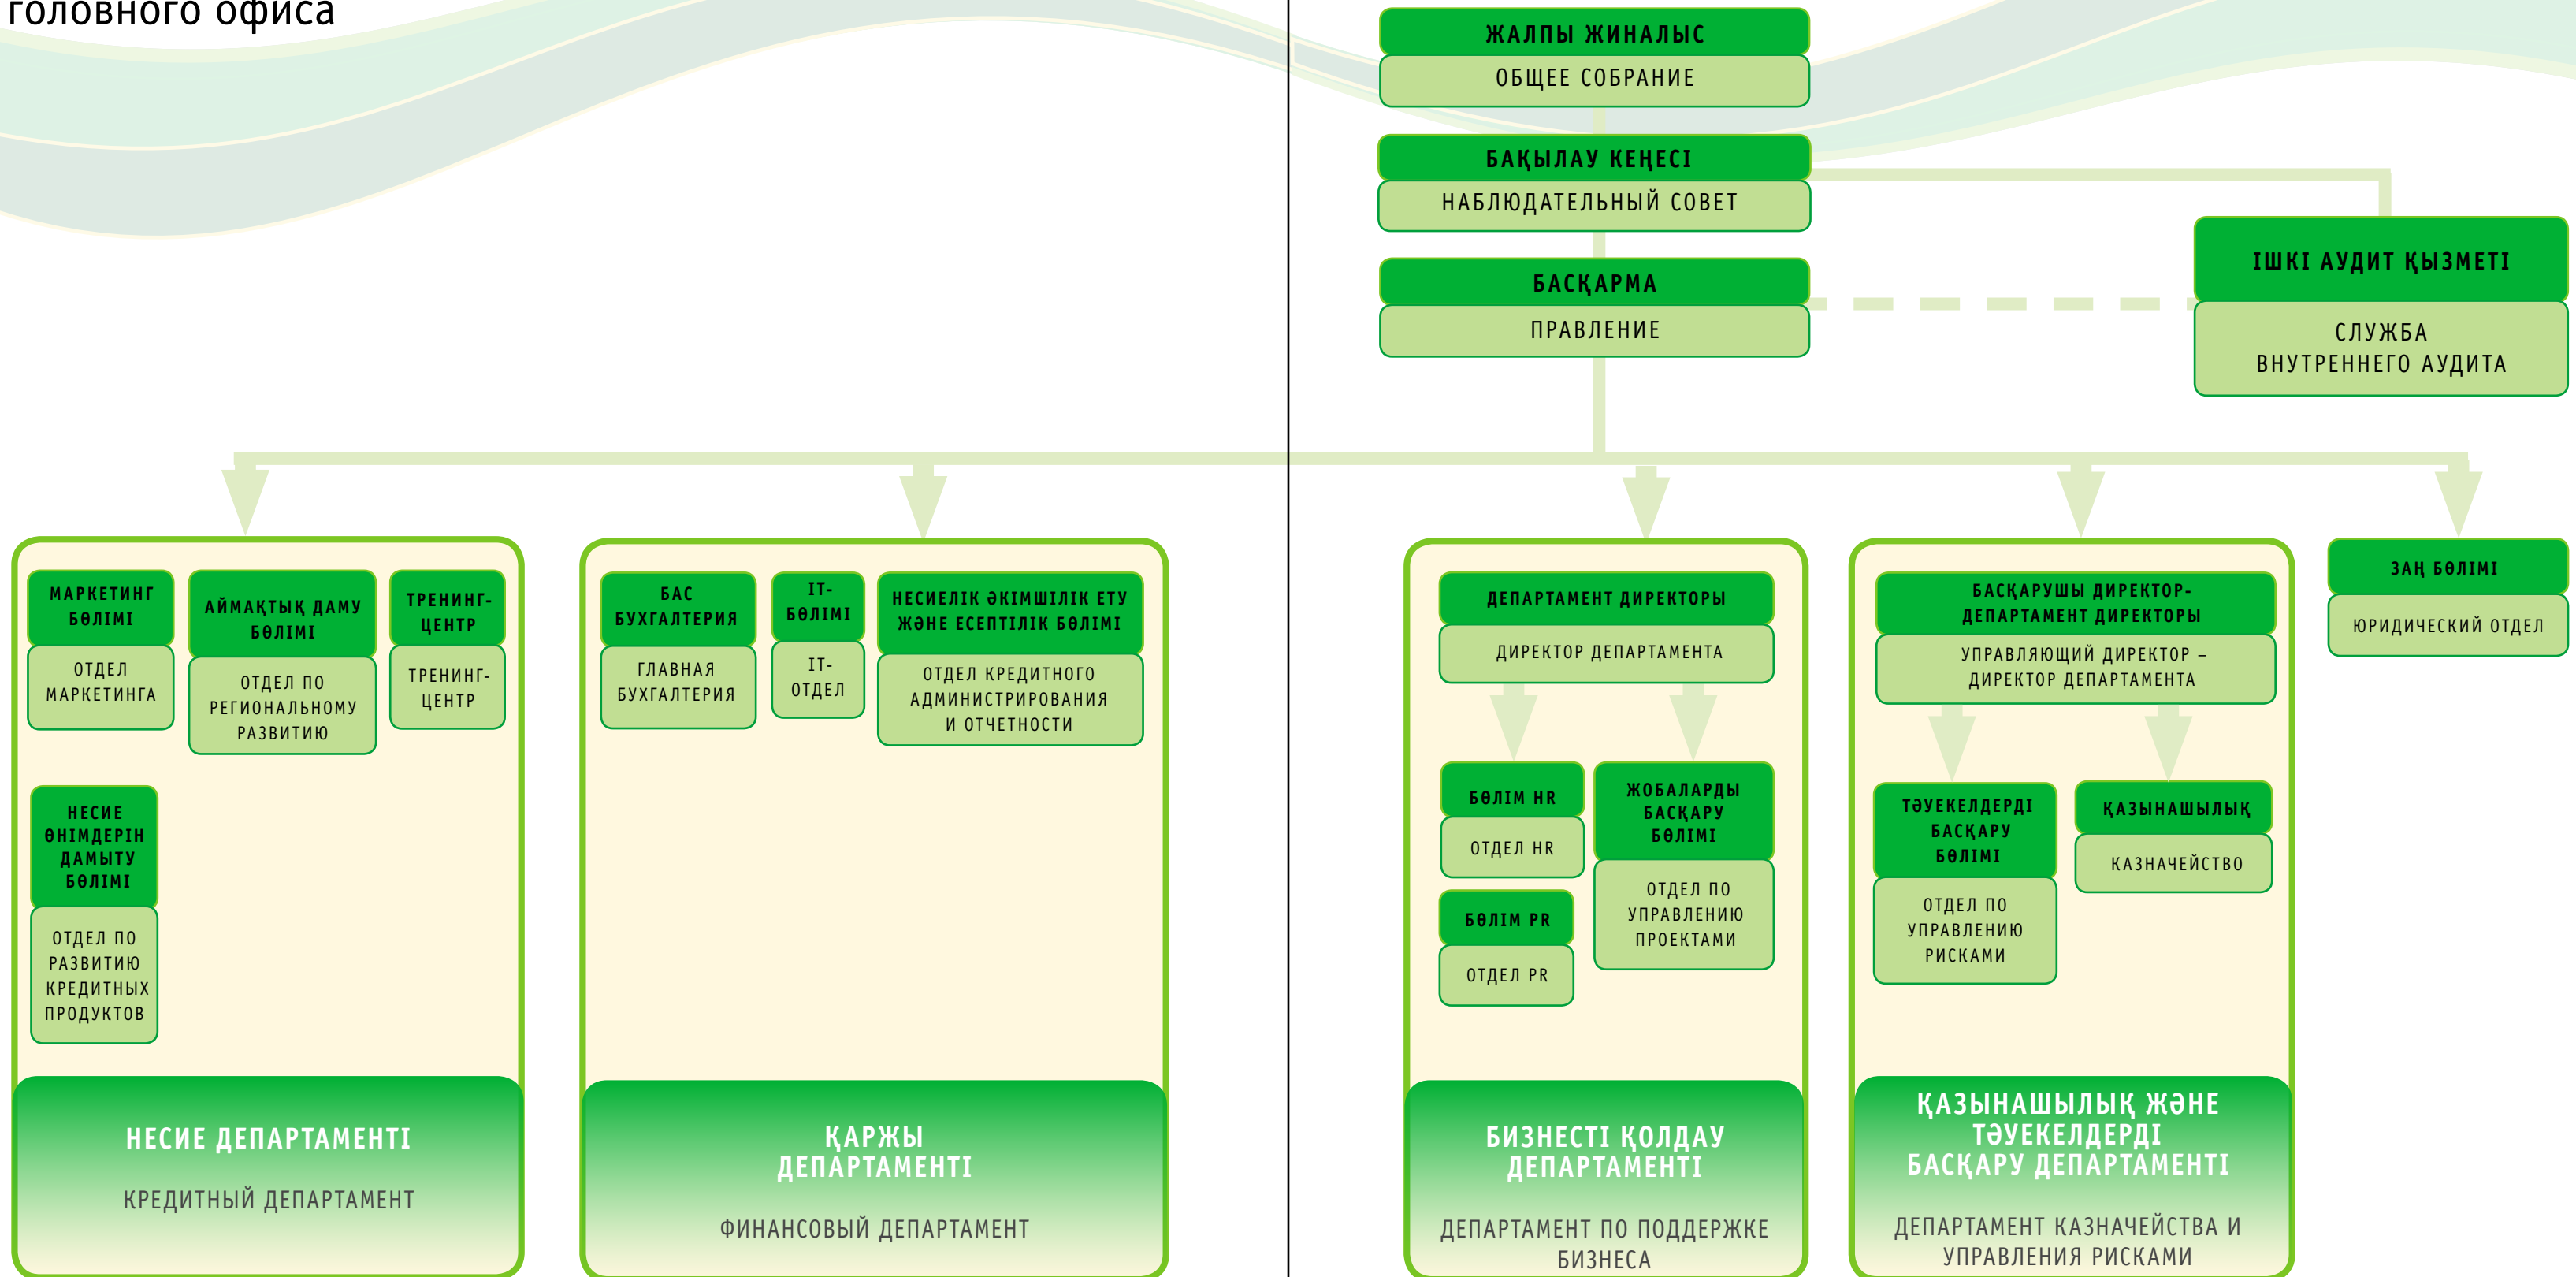 головного офиса
ЖАЛПЫ ЖИНАЛЫС
ОБЩЕЕ СОБРАНИЕ
БАҚЫЛАУ КЕҢЕСІ
НАБЛЮДАТЕЛЬНЫЙ СОВЕТ
БАСҚАРМА
ПРАВЛЕНИЕ
ІШКІ АУДИТ ҚЫЗМЕТІ
СЛУЖБА
ВНУТРЕННЕГО АУДИТА
МАРКЕТИНГ
БӨЛІМІ
ОТДЕЛ
МАРКЕТИНГА
АЙМАҚТЫҚ ДАМУ
БӨЛІМІ
ОТДЕЛ ПО
РЕГИОНАЛЬНОМУ
РАЗВИТИЮ
ТРЕНИНГ-
ЦЕНТР
ТРЕНИНГ-
ЦЕНТР
НЕСИЕ
ӨНІМДЕРІН
ДАМЫТУ
БӨЛІМІ
ОТДЕЛ ПО
РАЗВИТИЮ
КРЕДИТНЫХ
ПРОДУКТОВ
НЕСИЕ ДЕПАРТАМЕНТІ
КРЕДИТНЫЙ ДЕПАРТАМЕНТ
БАС
БУХГАЛТЕРИЯ
ГЛАВНАЯ
БУХГАЛТЕРИЯ
ІТ-
БӨЛІМІ
IT-
ОТДЕЛ
НЕСИЕЛІК ӘКІМШІЛІК ЕТУ
ЖӘНЕ ЕСЕПТІЛІК БӨЛІМІ
ОТДЕЛ КРЕДИТНОГО
АДМИНИСТРИРОВАНИЯ
И ОТЧЕТНОСТИ
ҚАРЖЫ
ДЕПАРТАМЕНТІ
ФИНАНСОВЫЙ ДЕПАРТАМЕНТ
ДЕПАРТАМЕНТ ДИРЕКТОРЫ
ДИРЕКТОР ДЕПАРТАМЕНТА
БӨЛІМ HR
ОТДЕЛ HR
БӨЛІМ PR
ОТДЕЛ PR
ЖОБАЛАРДЫ
БАСҚАРУ
БӨЛІМІ
ОТДЕЛ ПО
УПРАВЛЕНИЮ
ПРОЕКТАМИ
БИЗНЕСТІ ҚОЛДАУ
ДЕПАРТАМЕНТІ
ДЕПАРТАМЕНТ ПО ПОДДЕРЖКЕ
БИЗНЕСА
БАСҚАРУШЫ ДИРЕКТОР-
ДЕПАРТАМЕНТ ДИРЕКТОРЫ
УПРАВЛЯЮЩИЙ ДИРЕКТОР –
ДИРЕКТОР ДЕПАРТАМЕНТА
ТӘУЕКЕЛДЕРДІ
БАСҚАРУ
БӨЛІМІ
ОТДЕЛ ПО
УПРАВЛЕНИЮ
РИСКАМИ
ҚАЗЫНАШЫЛЫҚ
КАЗНАЧЕЙСТВО
ҚАЗЫНАШЫЛЫҚ ЖӘНЕ
ТӘУЕКЕЛДЕРДІ
БАСҚАРУ ДЕПАРТАМЕНТІ
ДЕПАРТАМЕНТ КАЗНАЧЕЙСТВА И
УПРАВЛЕНИЯ РИСКАМИ
ЗАҢ БӨЛІМІ
ЮРИДИЧЕСКИЙ ОТДЕЛ